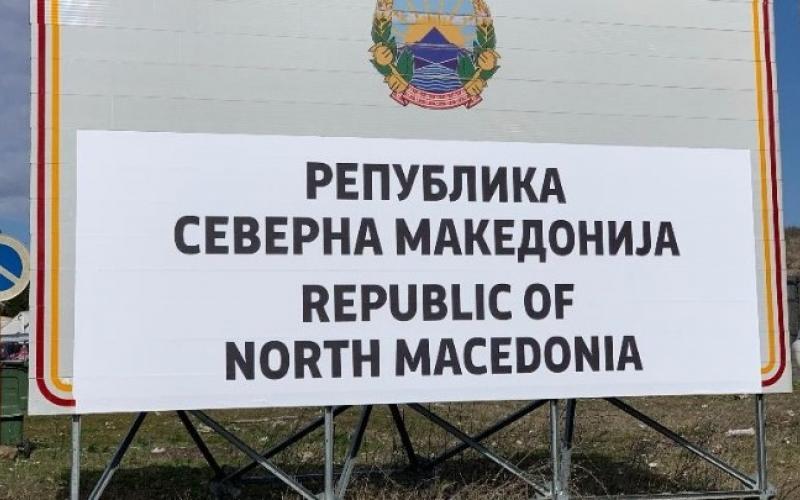 РЕПУБЛИКА
СЕВЕРНА МАКЕДОНИЈА
REPUBLIC OF
NORTH MACEDONIA